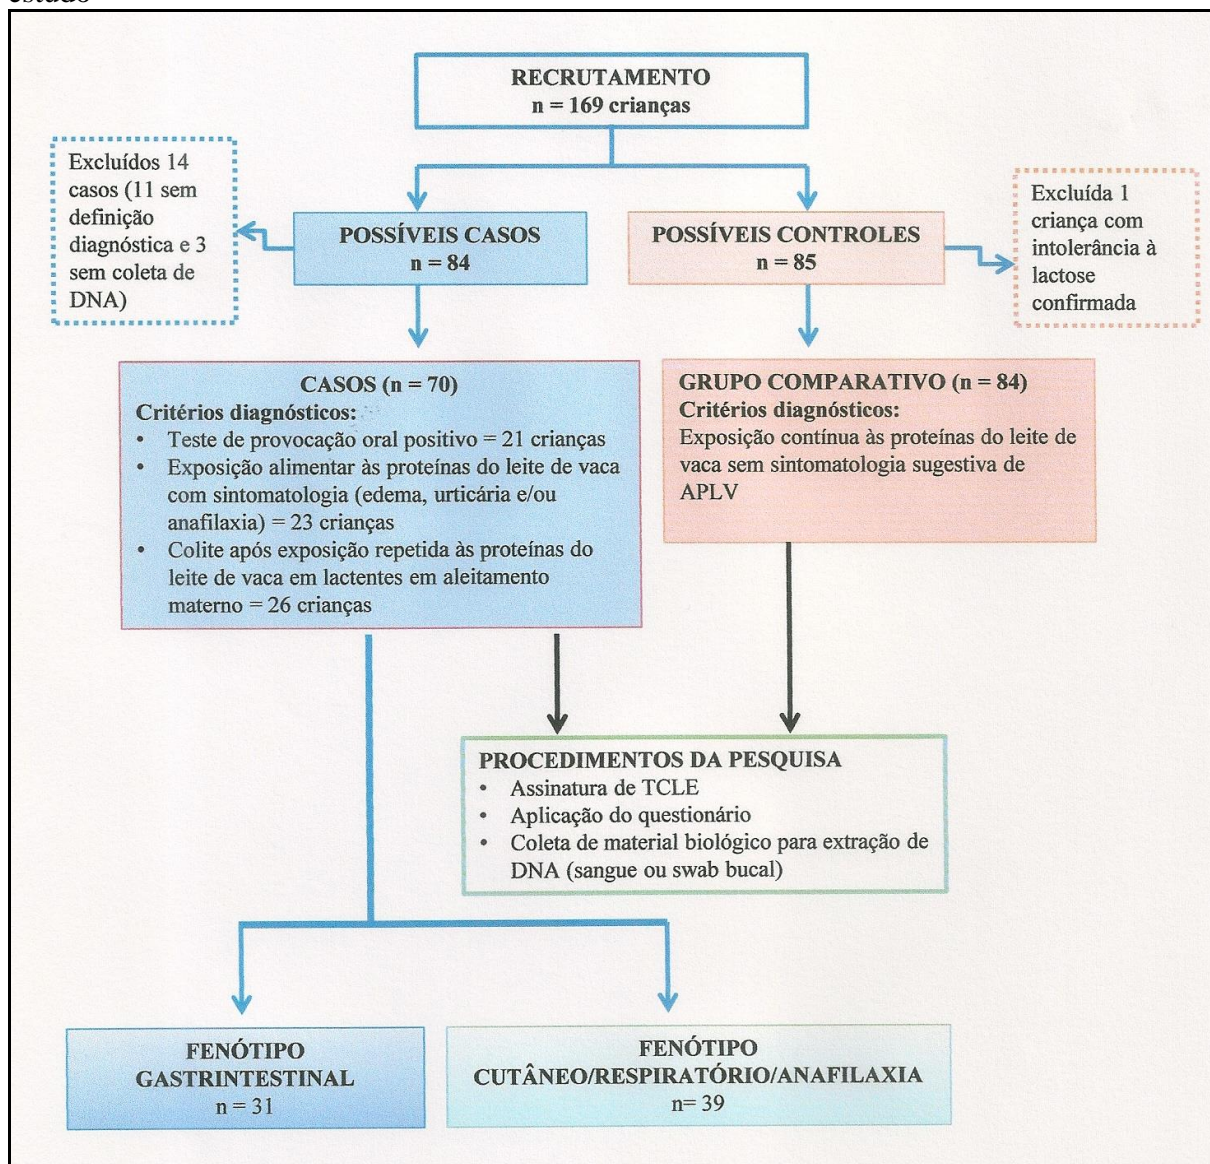 estudo
RECRUTAMENTO
n = 169 crianças
Excluídos 14
casos (11 sem
definição
diagnóstica e 3
sem coleta de
DNA)
POSSÍVEIS CASOS
n = 84
POSSÍVEIS CONTROLES
n = 85
Excluída 1
criança com
intolerância à
lactose
confirmada
CASOS (n = 70)
Critérios diagnósticos:
• Teste de provocação oral positivo = 21 crianças
• Exposição alimentar às proteínas do leite de vaca
com sintomatologia (edema, urticária e/ou
anafilaxia) = 23 crianças
• Colite após exposição repetida às proteínas do
leite de vaca em lactentes em aleitamento
materno = 26 crianças
GRUPO COMPARATIVO (n = 84)
Critérios diagnósticos:
Exposição contínua às proteínas do leite de
vaca sem sintomatologia sugestiva de
APLV
PROCEDIMENTOS DA PESQUISA
• Assinatura de TCLE
• Aplicação do questionário
• Coleta de material biológico para extração de
DNA (sangue ou swab bucal)
FENÓTIPO
GASTRINTESTINAL
n = 31
FENÓTIPO
CUTÂNEO/RESPIRATÓRIO/ANAFILAXIA
n= 39